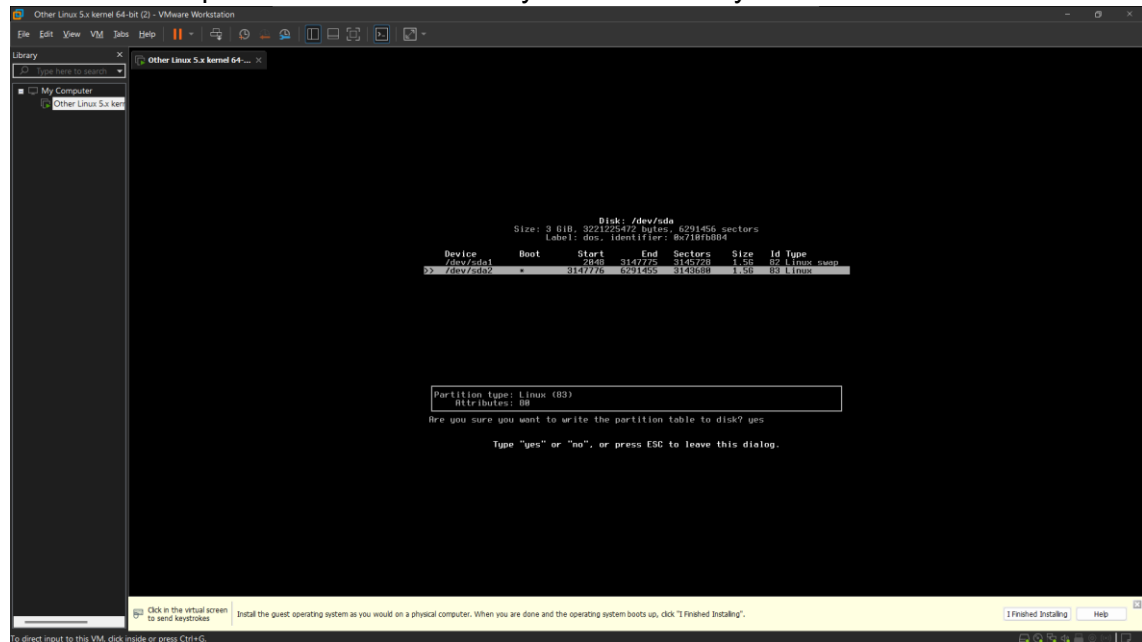 Other Linux 5.x kernel 64-bit (2) - VMware Workstation
File Edit View VM Tabs Help
Library
Type here to search
Other Linux 5.x kernel 64-...
My Computer
Other Linux 5.x kern
Disk: /dev/sda
Size: 3 GiB, 3221225472 bytes, 6291456 sectors
Label: dos, identifier: 0x710fb804
Device Boot Start End Sectors Size Id Type
/dev/sda1 2048 3147775 3145728 1.5G 82 Linux swap
>> /dev/sda2 * 3147776 6291455 3143680 1.5G 83 Linux
Partition type: Linux (83)
Attributes: 80
Are you sure you want to write the partition table to disk? yes
Type "yes" or "no", or press ESC to leave this dialog.
Click in the virtual screen
to send keystrokes
Install the guest operating system as you would on a physical computer. When you are done and the operating system boots up, click "I Finished Installing".
I Finished Installing
Help
To direct input to this VM, click inside or press Ctrl+G.